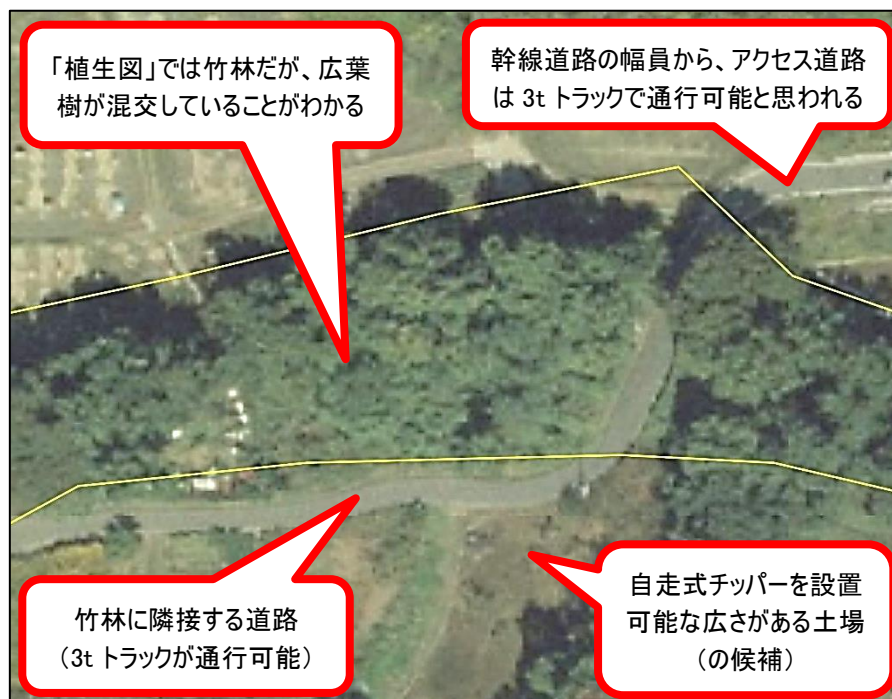 「植生図」では竹林だが、広葉
樹が混交していることがわかる
幹線道路の幅員から、アクセス道路
は 3t トラックで通行可能と思われる
竹林に隣接する道路
（3t トラックが通行可能）
自走式チッパーを設置
可能な広さがある土場
（の候補）